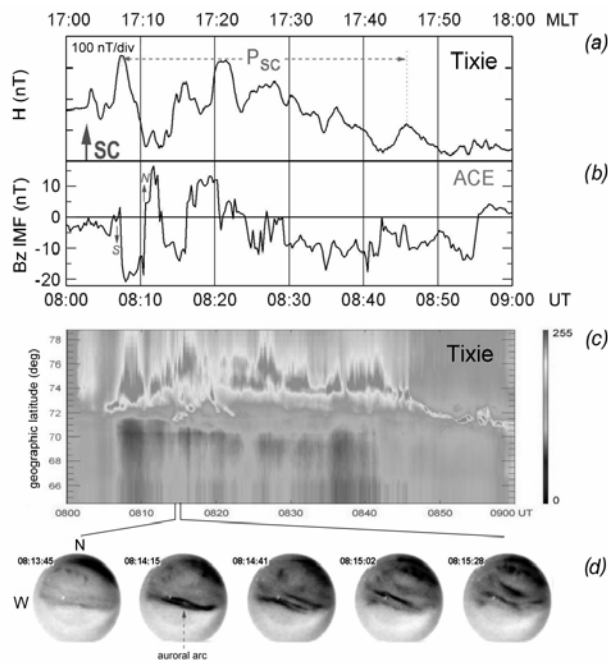 17:00 17:10 17:20 17:30 17:40 17:50 18:00 MLT
100 nT/div
(a)
Psc
Tixie
H (nT)
SC
(b)
ACE
N
S
Bz IMF (nT)
10
0
-10
-20
08:00 08:10 08:20 08:30 08:40 08:50 09:00 UT
(c)
Tixie
255
78
76
74
72
70
68
66
geographic latitude (deg)
0
0800 0810 0820 0830 0840 0850 0900 UT
N
(d)
08:13:45 08:14:15 08:14:41 08:15:02 08:15:28
W
auroral arc